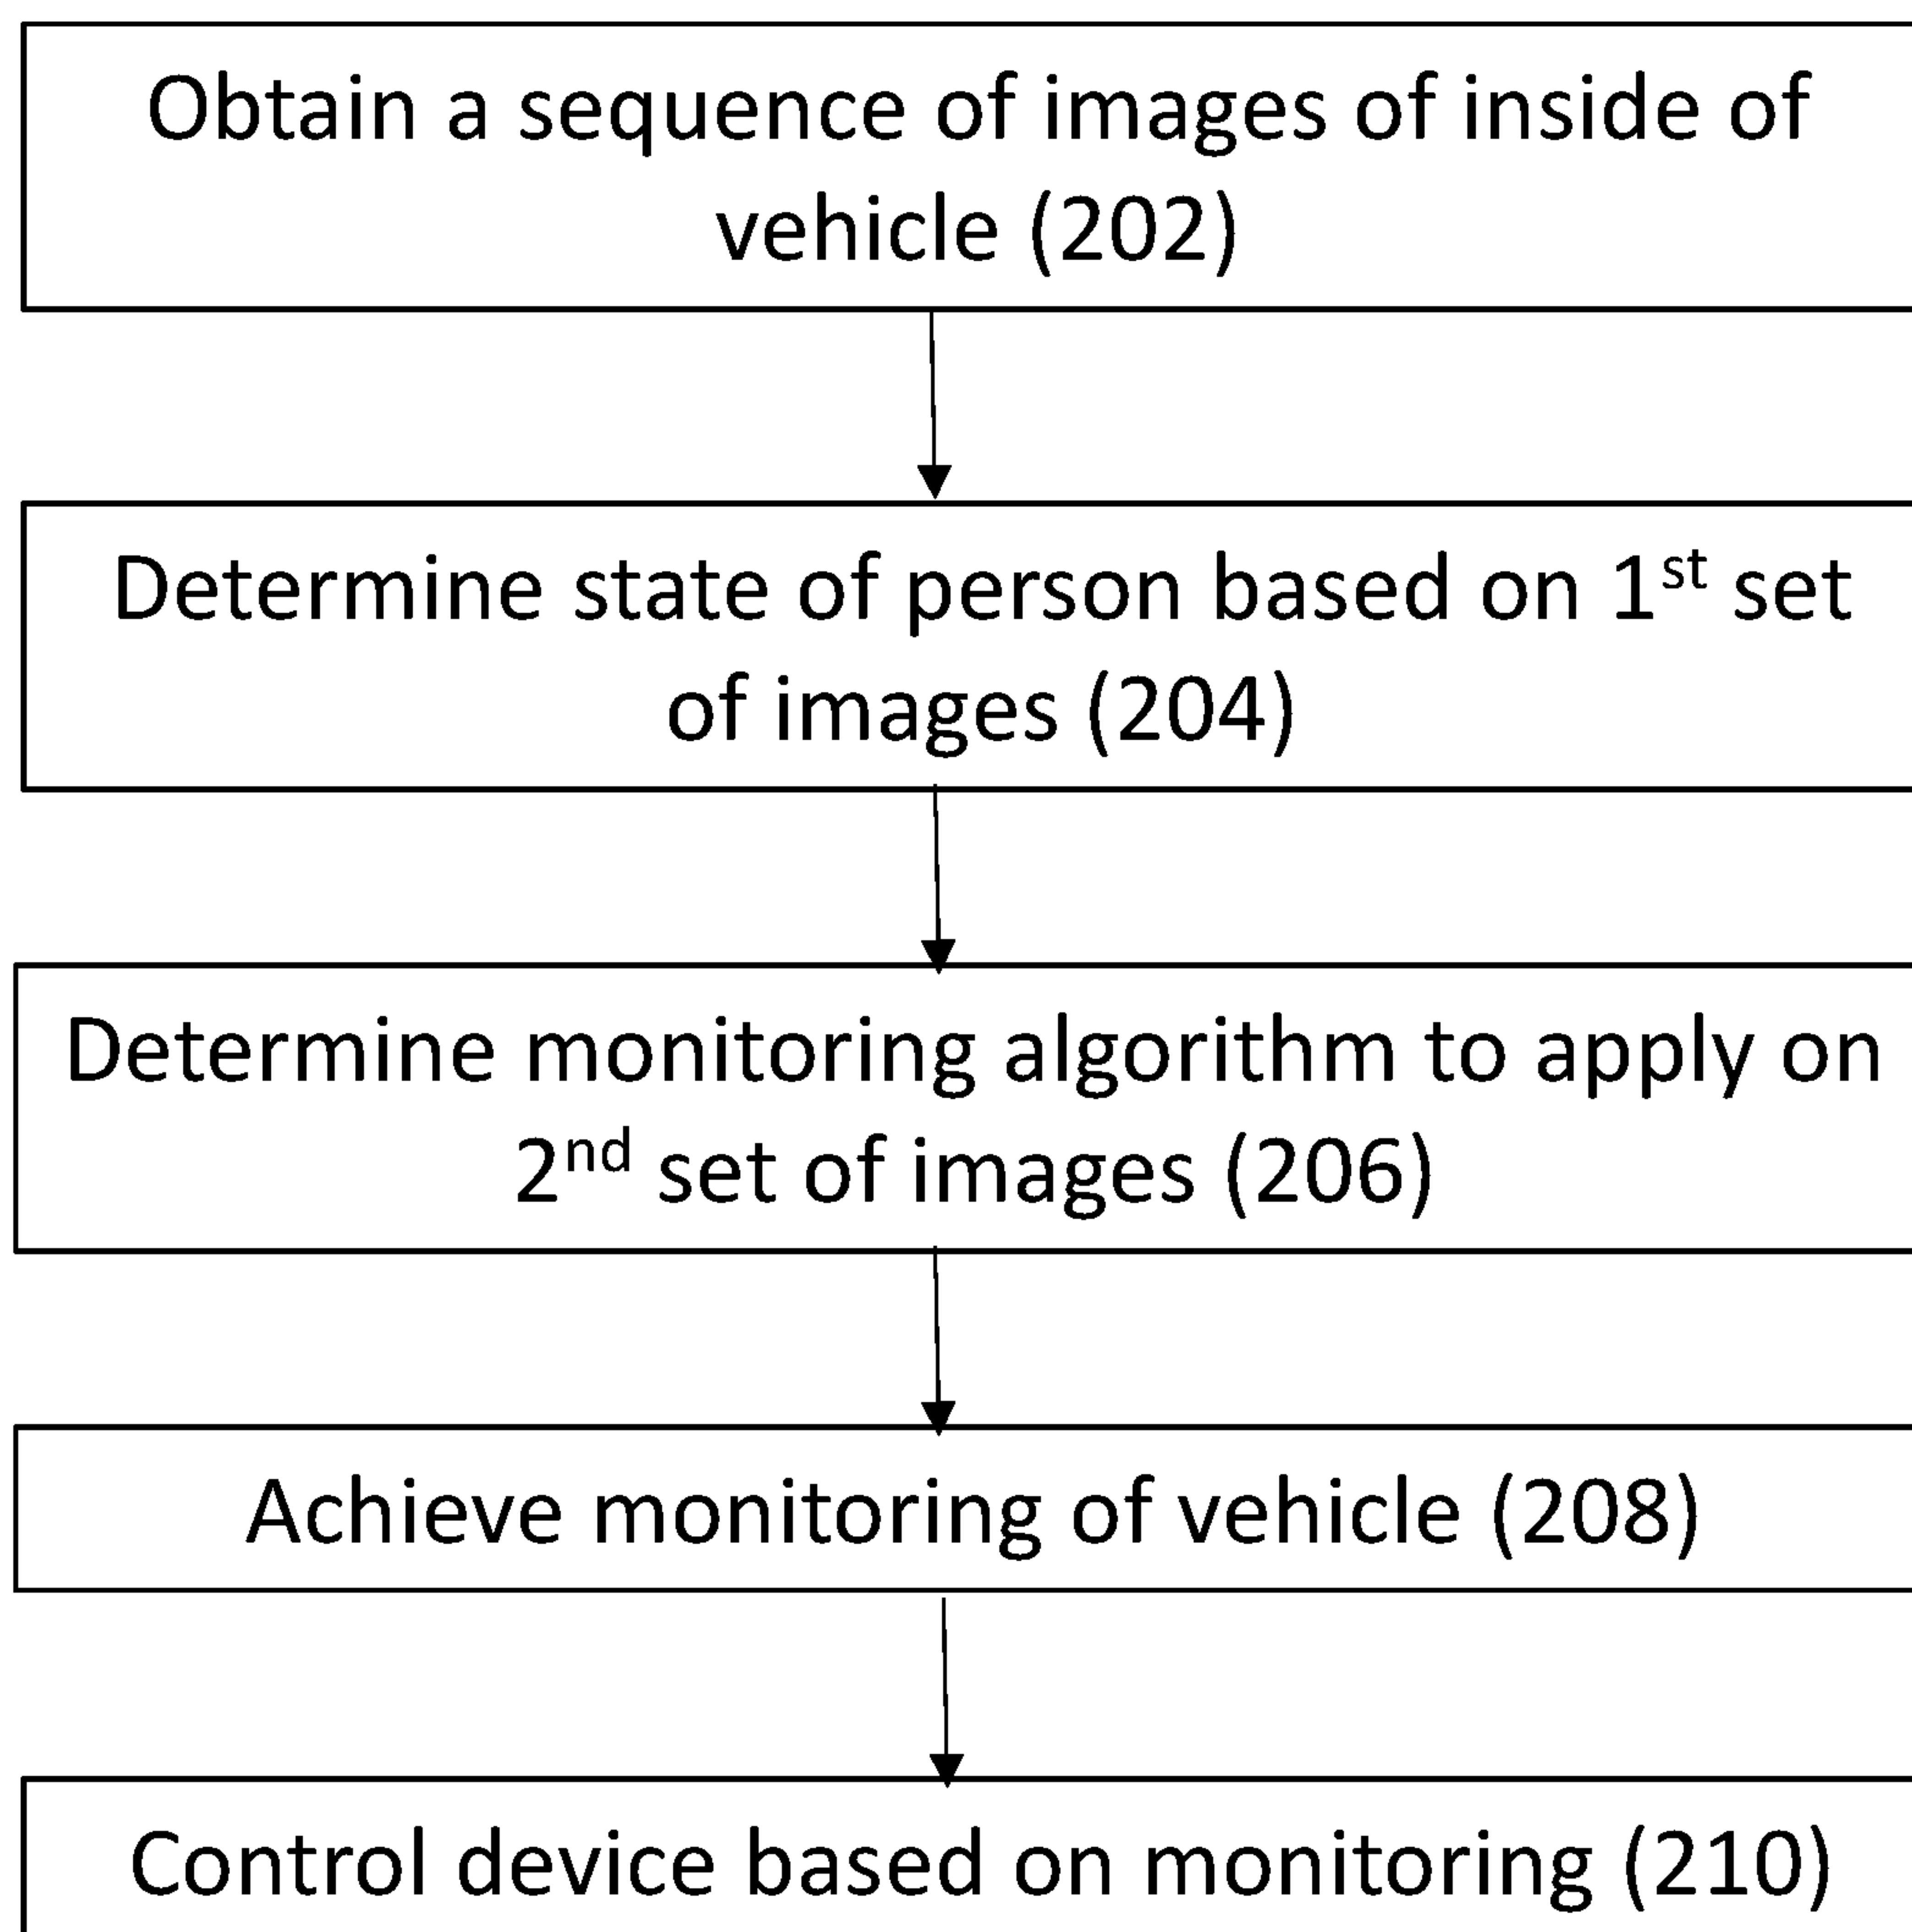 Obtain a sequence of images of inside of
vehicle (202)
Determine state of person based on 1st set
of images (204)
Determine monitoring algorithm to apply on
2nd set of images (206)
Achieve monitoring of vehicle (208)
Control device based on monitoring (210)